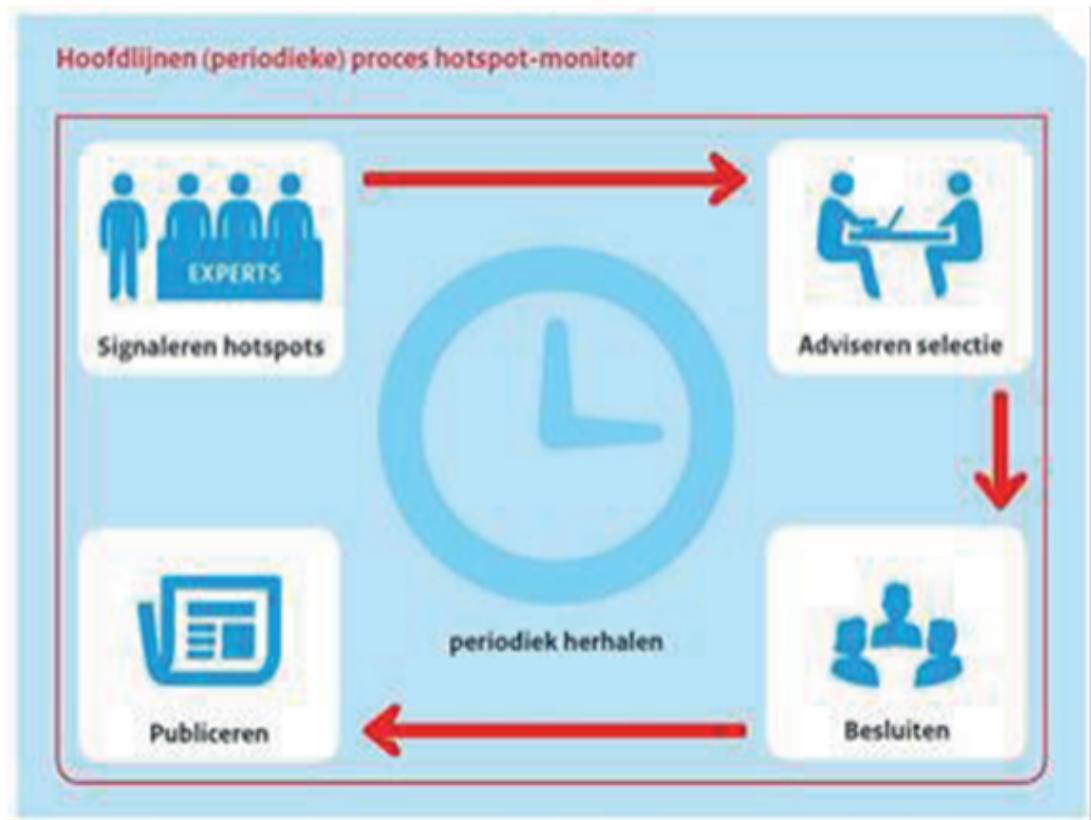 Hoofdlijnen (periodieke) proces hotspot-monitor
EXPERTS
Signaleren hotspots
Adviseren selectie
periodiek herhalen
Publiceren
Besluiten